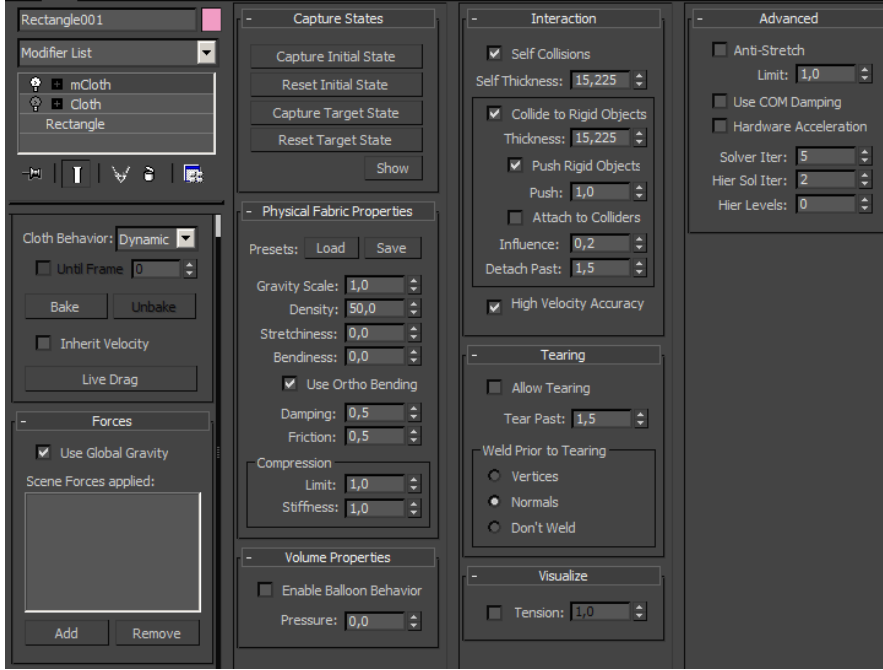 Rectangle001
Modifier List
mCloth
Cloth
Rectangle
Cloth Behavior: Dynamic
Until Frame 0
Bake Unbake
Inherit Velocity
Live Drag
- Forces
Use Global Gravity
Scene Forces applied:
Add Remove
- Capture States
Capture Initial State
Reset Initial State
Capture Target State
Reset Target State
Show
- Physical Fabric Properties
Presets: Load Save
Gravity Scale: 1,0
Density: 50,0
Stretchiness: 0,0
Bendiness: 0,0
Use Ortho Bending
Damping: 0,5
Friction: 0,5
Compression
Limit: 1,0
Stiffness: 1,0
- Volume Properties
Enable Balloon Behavior
Pressure: 0,0
- Interaction
Self Collisions
Self Thickness: 15,225
Collide to Rigid Objects
Thickness: 15,225
Push Rigid Objects
Push: 1,0
Attach to Colliders
Influence: 0,2
Detach Past: 1,5
High Velocity Accuracy
- Tearing
Allow Tearing
Tear Past: 1,5
Weld Prior to Tearing
Vertices
Normals
Don't Weld
- Visualize
Tension: 1,0
- Advanced
Anti-Stretch
Limit: 1,0
Use COM Damping
Hardware Acceleration
Solver Iter: 5
Hier Sol Iter: 2
Hier Levels: 0